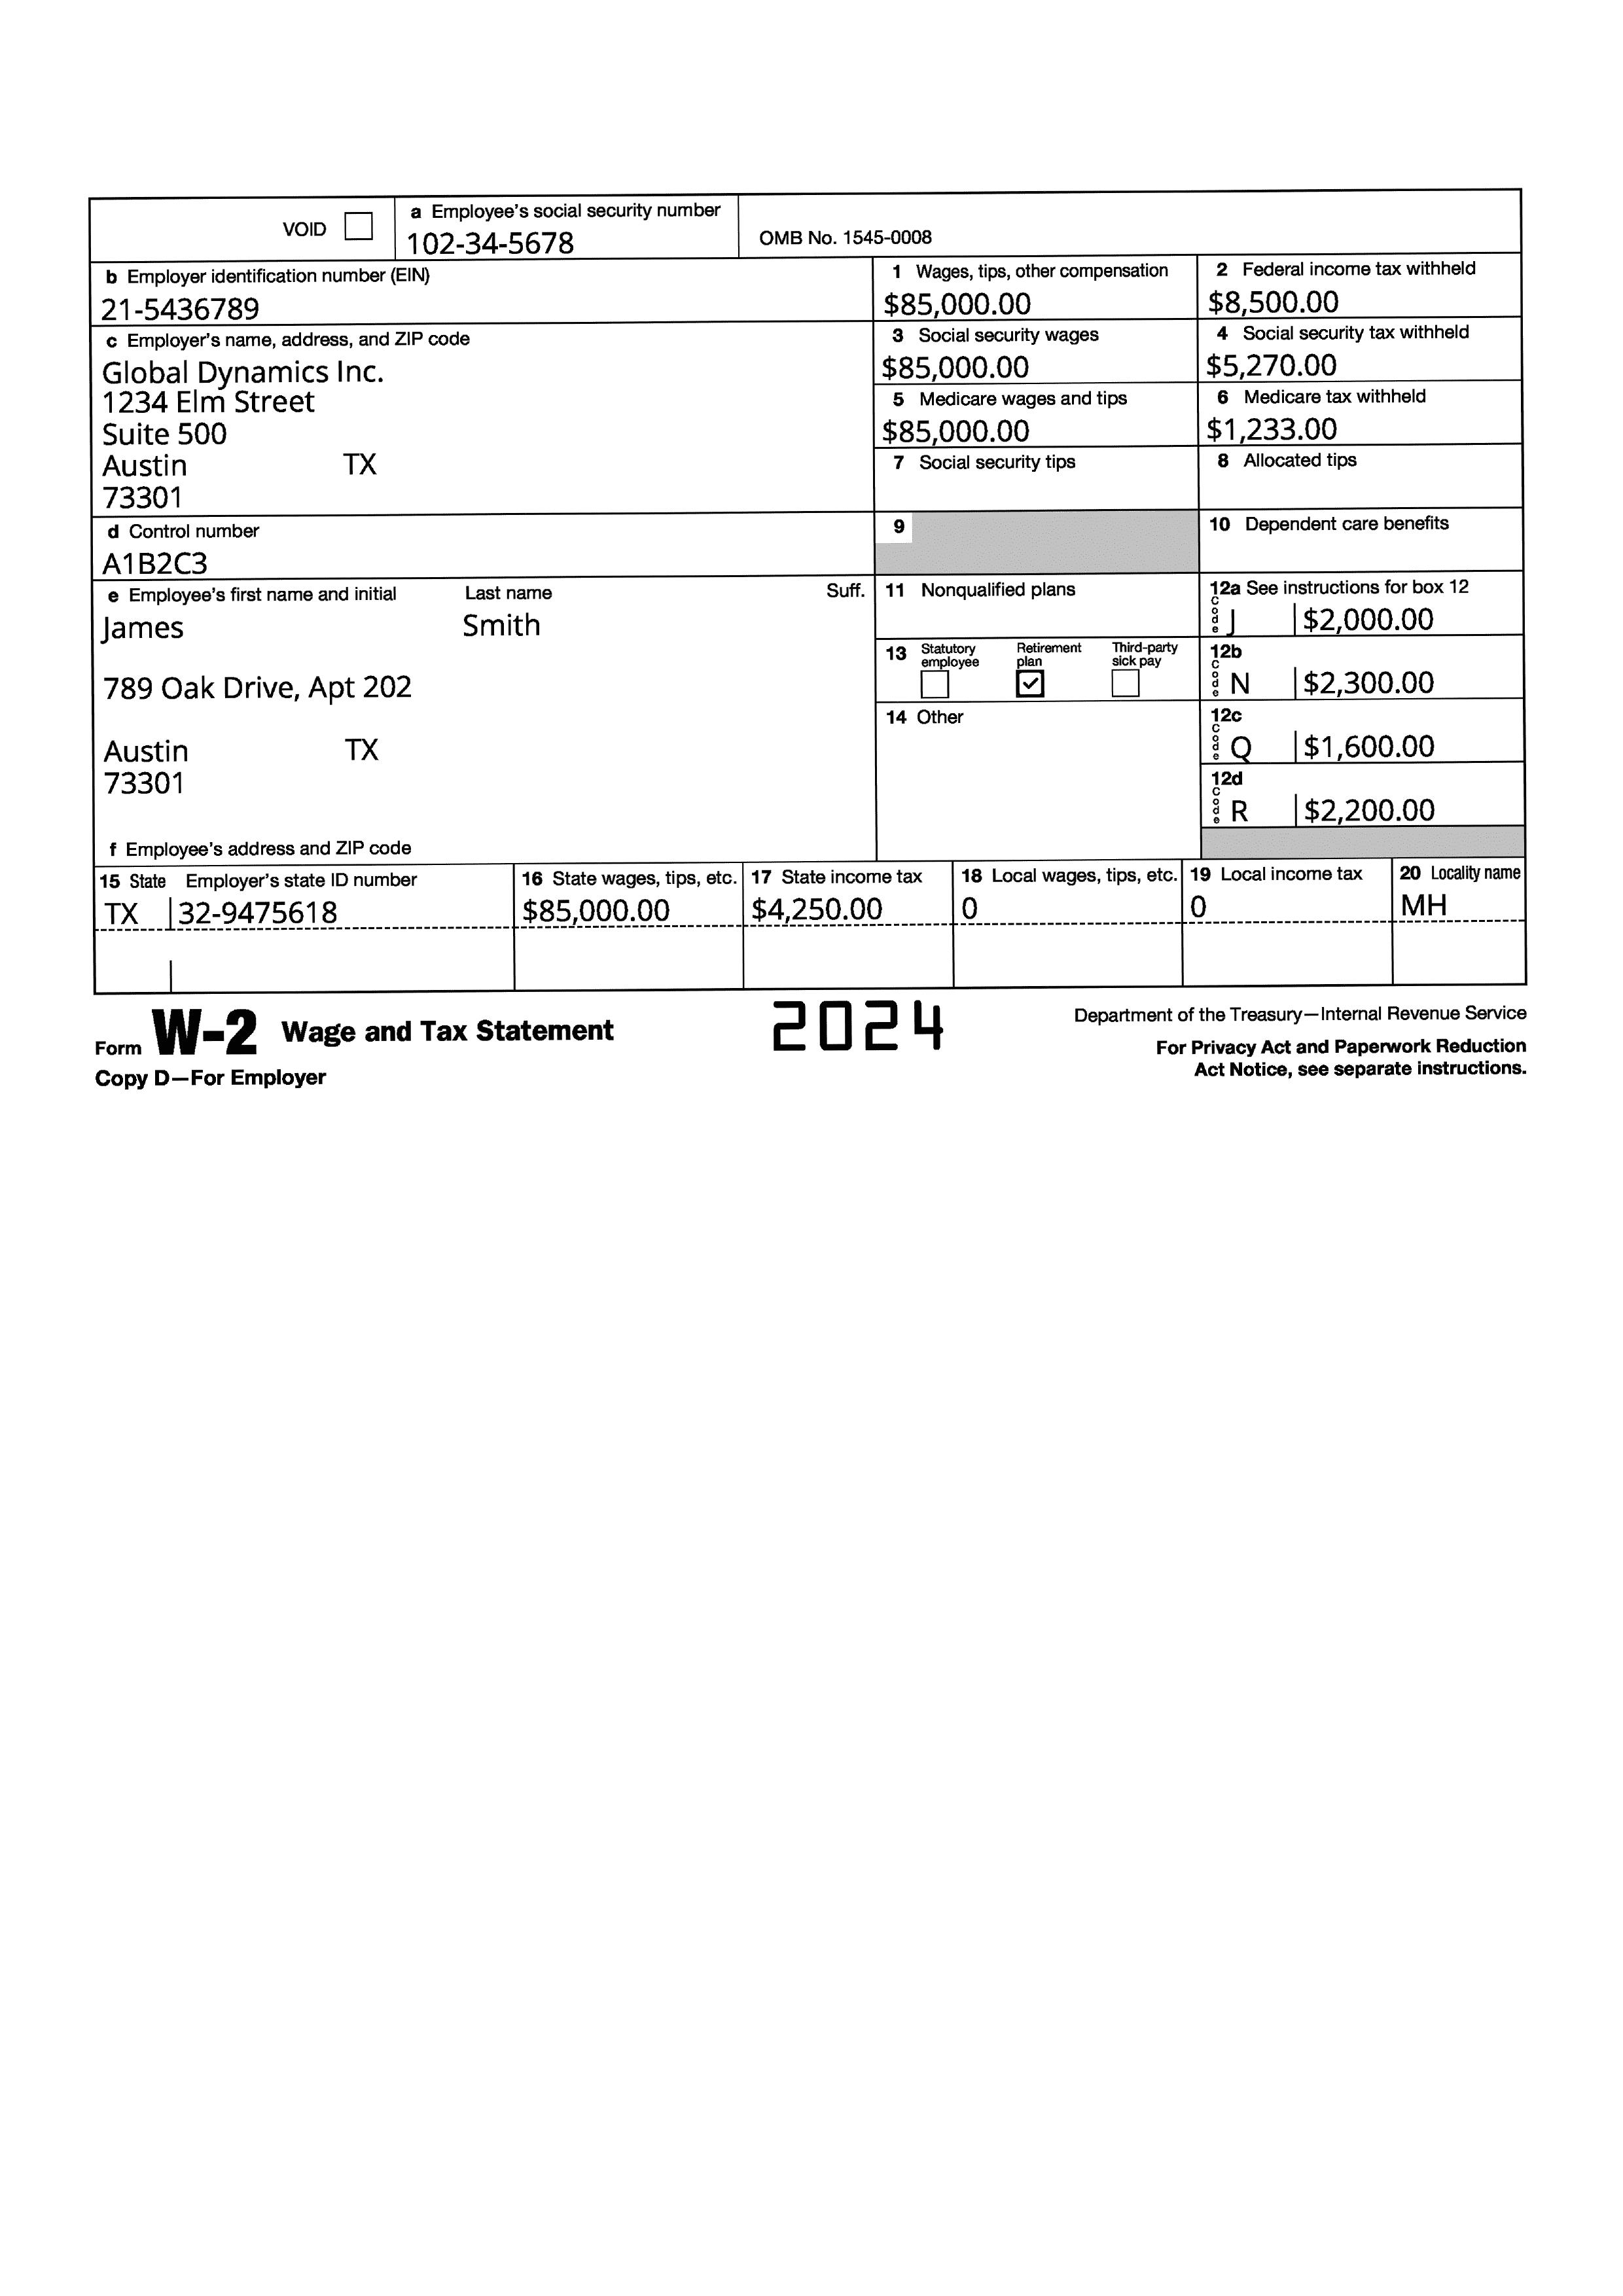 VOID
a Employee's social security number
102-34-5678
OMB No. 1545-0008
b Employer identification number (EIN)
21-5436789
1 Wages, tips, other compensation
$85,000.00
2 Federal income tax withheld
$8,500.00
c Employer's name, address, and ZIP code
Global Dynamics Inc.
1234 Elm Street
Suite 500
Austin TX
73301
3 Social security wages
$85,000.00
4 Social security tax withheld
$5,270.00
5 Medicare wages and tips
$85,000.00
6 Medicare tax withheld
$1,233.00
7 Social security tips
8 Allocated tips
d Control number
A1B2C3
9
10 Dependent care benefits
e Employee's first name and initial Last name Suff.
James Smith
789 Oak Drive, Apt 202
Austin TX
73301
f Employee's address and ZIP code
11 Nonqualified plans
12a See instructions for box 12
Code J $2,000.00
13 Statutory employee Retirement plan Third-party sick pay
12b
Code N $2,300.00
14 Other
12c
Code Q $1,600.00
12d
Code R $2,200.00
15 State Employer's state ID number
TX 32-9475618
16 State wages, tips, etc.
$85,000.00
17 State income tax
$4,250.00
18 Local wages, tips, etc.
0
19 Local income tax
0
20 Locality name
MH
Form W-2 Wage and Tax Statement
2024
Department of the Treasury—Internal Revenue Service
For Privacy Act and Paperwork Reduction
Act Notice, see separate instructions.
Copy D—For Employer